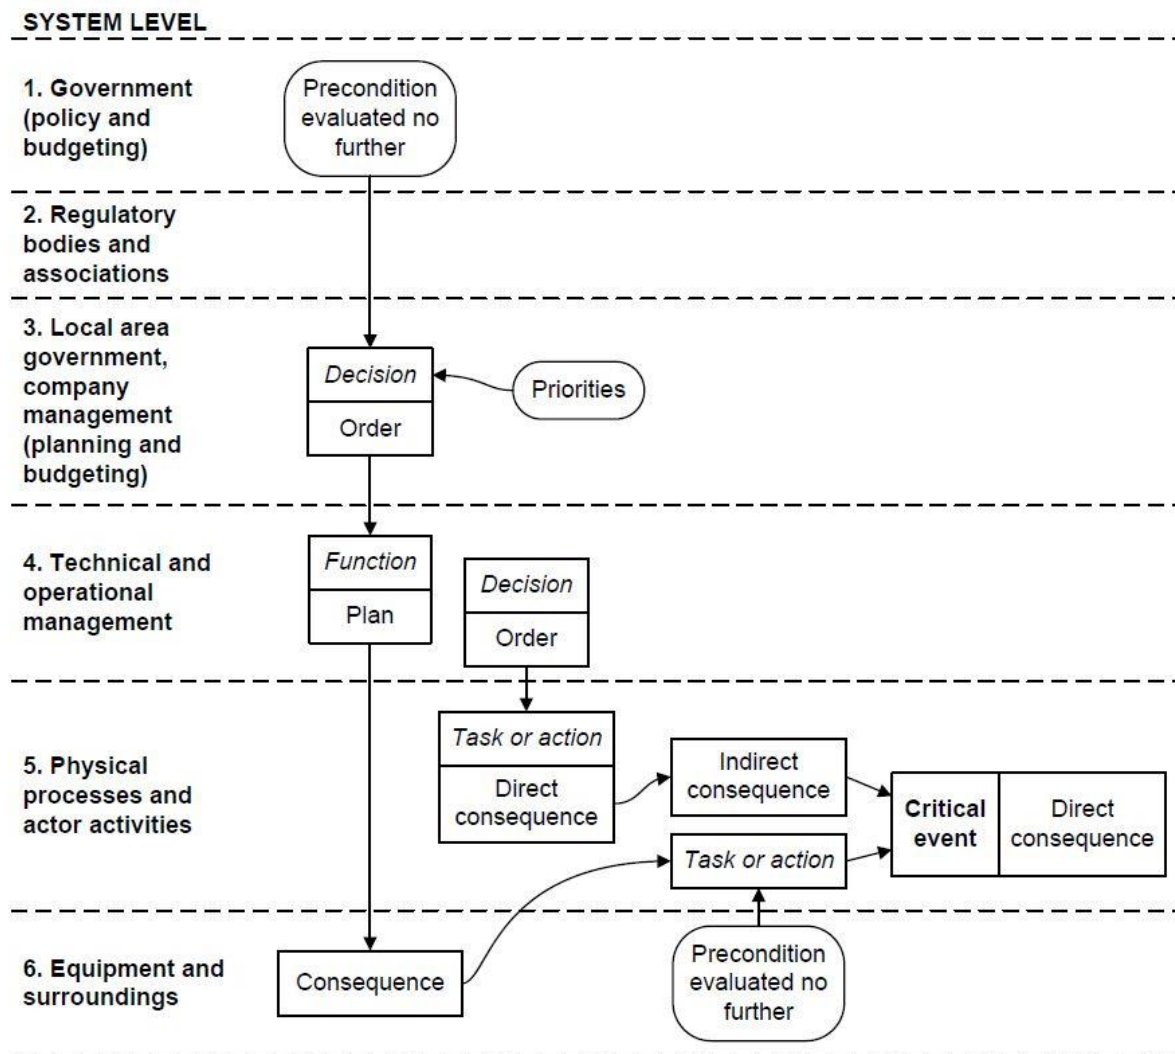 SYSTEM LEVEL
1. Government
(policy and
budgeting)
Precondition
evaluated no
further
2. Regulatory
bodies and
associations
3. Local area
government,
company
management
(planning and
budgeting)
Decision
Order
Priorities
4. Technical and
operational
management
Function
Plan
Decision
Order
5. Physical
processes and
actor activities
Task or action
Direct
consequence
Indirect
consequence
Task or action
Critical
event
Direct
consequence
6. Equipment and
surroundings
Consequence
Precondition
evaluated no
further